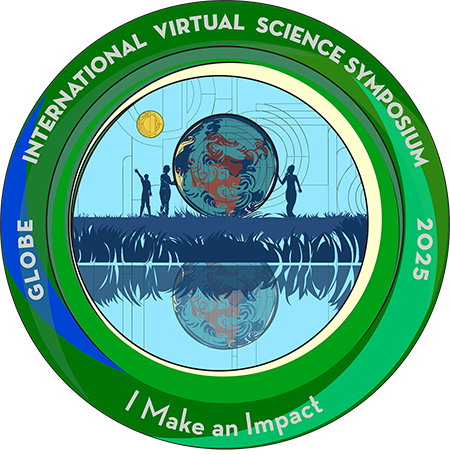 GLOBE INTERNATIONAL VIRTUAL SCIENCE SYMPOSIUM 2025
I Make an Impact